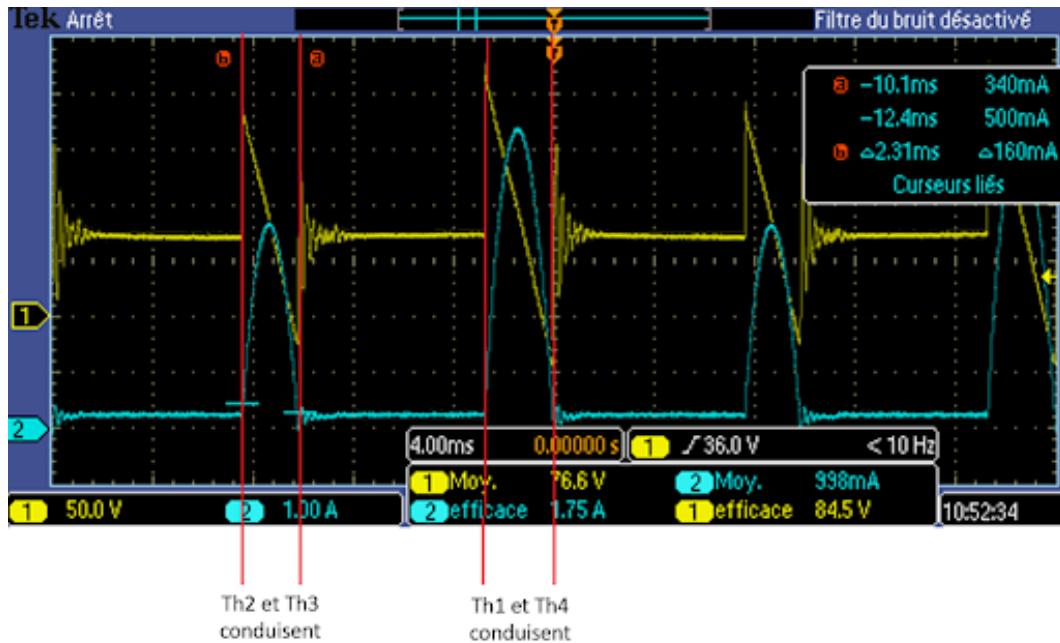 Tek Arrêt
Filtre du bruit désactivé
b
a
a -10.1ms 340mA
-12.4ms 500mA
b △2.31ms △160mA
Curseurs liés
1
2
4.00ms 0.00000 s
1 36.0 V < 10 Hz
1 Moy. 76.6 V 2 Moy. 998mA
2 efficace 1.75 A 1 efficace 84.5 V
1 50.0 V 2 1.00 A
10:52:34
Th2 et Th3
conduisent
Th1 et Th4
conduisent